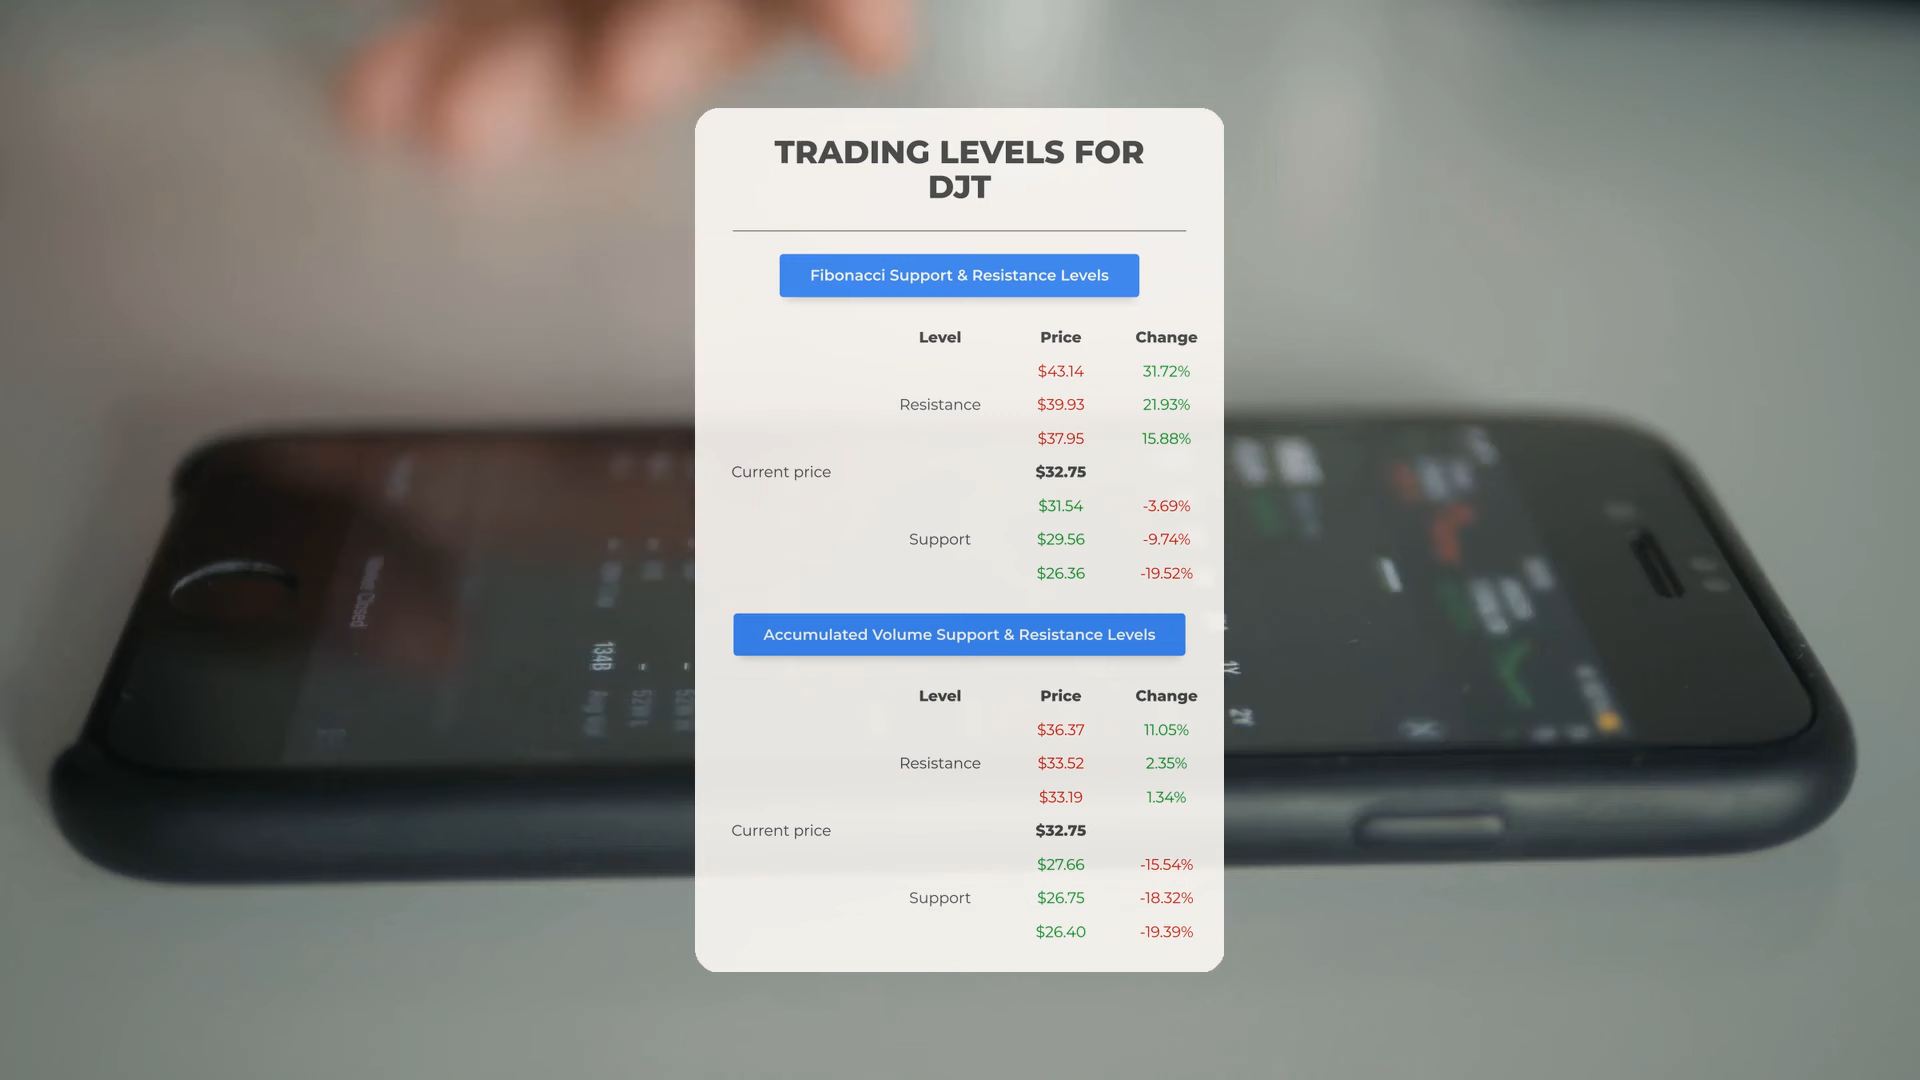 TRADING LEVELS FOR
DJT
Fibonacci Support & Resistance Levels
Level Price Change
$43.14 31.72%
Resistance $39.93 21.93%
$37.95 15.88%
Current price $32.75
$31.54 -3.69%
Support $29.56 -9.74%
$26.36 -19.52%
Accumulated Volume Support & Resistance Levels
Level Price Change
$36.37 11.05%
Resistance $33.52 2.35%
$33.19 1.34%
Current price $32.75
$27.66 -15.54%
Support $26.75 -18.32%
$26.40 -19.39%
134B
52W L
1Y
2Y